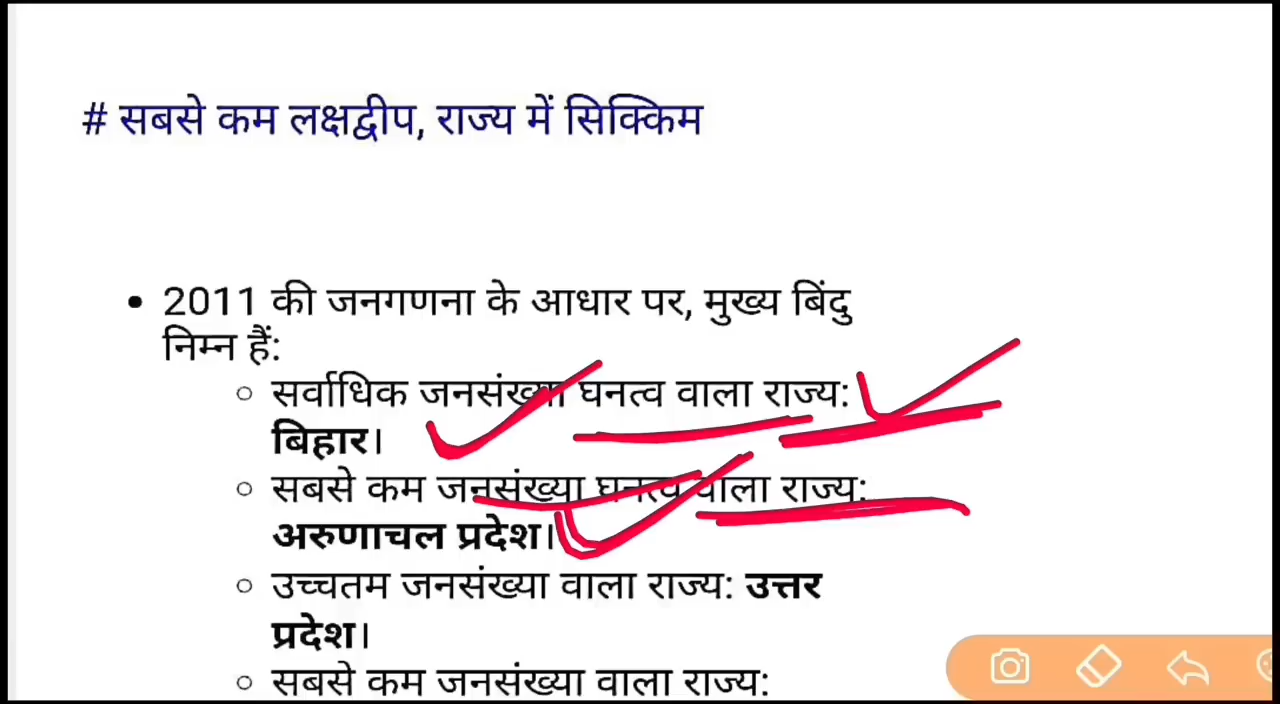 # सबसे कम लक्षद्वीप, राज्य में सिक्किम
• 2011 की जनगणना के आधार पर, मुख्य बिंदु
निम्न हैं:
○ सर्वाधिक जनसंख्या घनत्व वाला राज्य:
बिहार।
○ सबसे कम जनसंख्या घनत्व वाला राज्य:
अरुणाचल प्रदेश।
○ उच्चतम जनसंख्या वाला राज्य: उत्तर
प्रदेश।
○ सबसे कम जनसंख्या वाला राज्य: